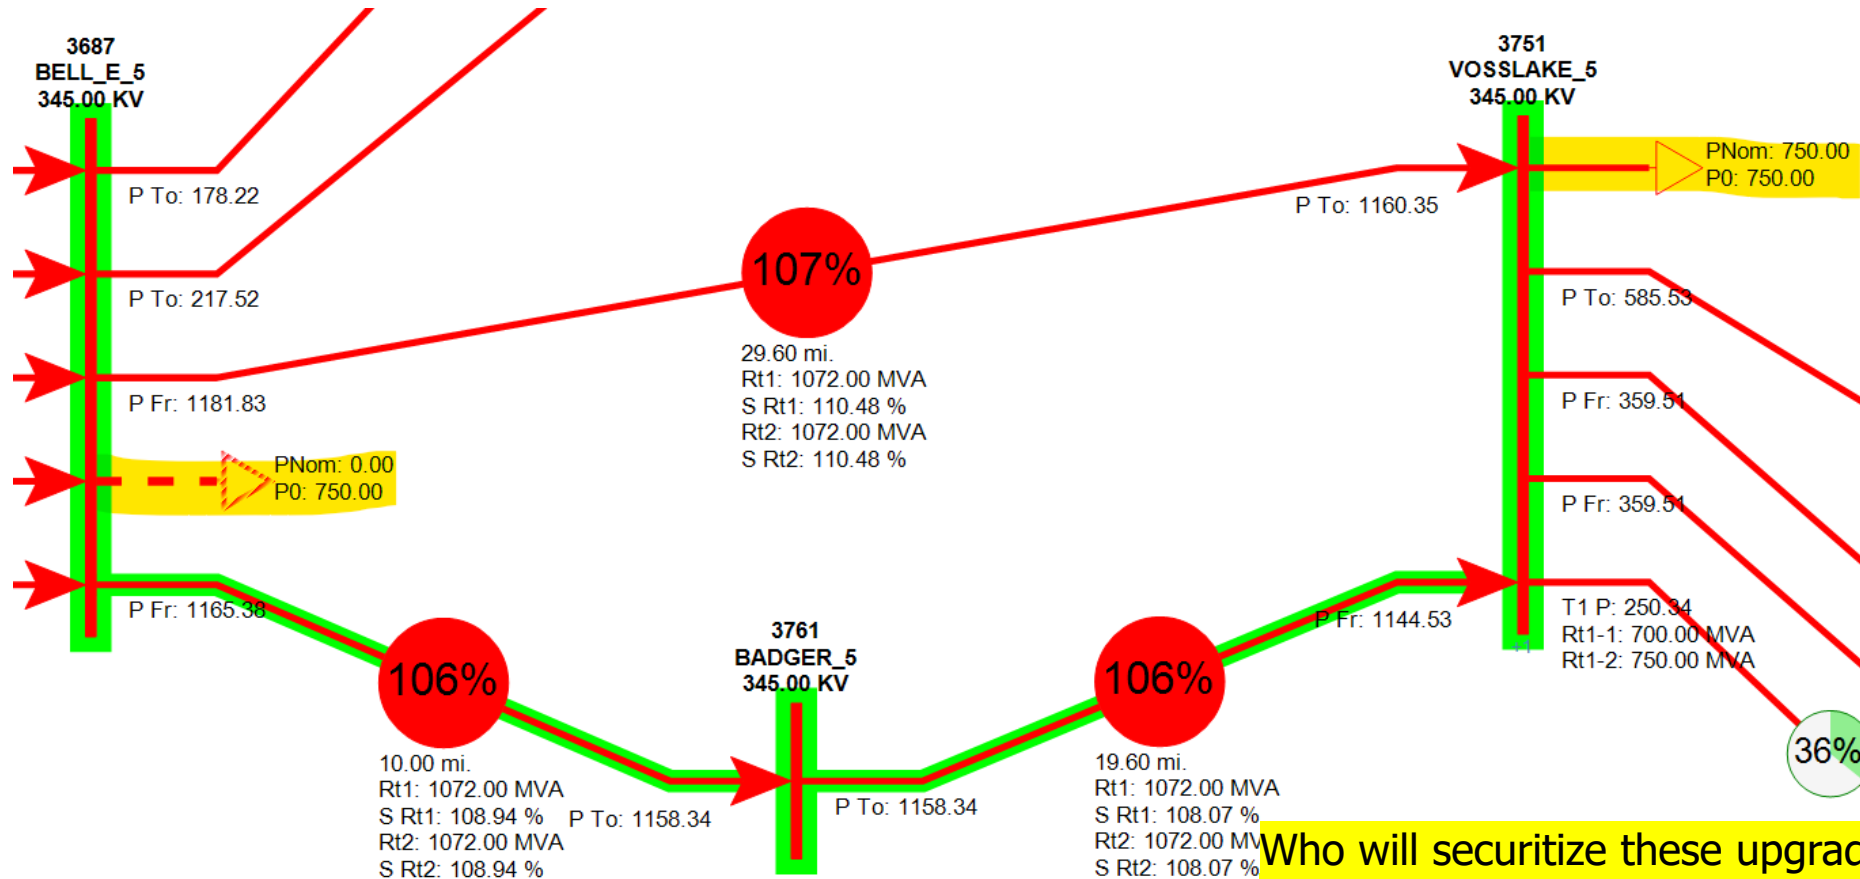 3687
BELL_E_5
345.00 KV
P To: 178.22
P To: 217.52
P Fr: 1181.83
PNom: 0.00
P0: 750.00
P Fr: 1165.38
106%
10.00 mi.
Rt1: 1072.00 MVA
S Rt1: 108.94 %
Rt2: 1072.00 MVA
S Rt2: 108.94 %
P To: 1158.34
107%
29.60 mi.
Rt1: 1072.00 MVA
S Rt1: 110.48 %
Rt2: 1072.00 MVA
S Rt2: 110.48 %
3761
BADGER_5
345.00 KV
P To: 1158.34
106%
19.60 mi.
Rt1: 1072.00 MVA
S Rt1: 108.07 %
Rt2: 1072.00 MV
S Rt2: 108.07 %
3751
VOSSLAKE_5
345.00 KV
P To: 1160.35
P Fr: 1144.53
PNom: 750.00
P0: 750.00
P To: 585.53
P Fr: 359.51
P Fr: 359.51
T1 P: 250.34
Rt1-1: 700.00 MVA
Rt1-2: 750.00 MVA
+1
36%
Who will securitize these upgrad